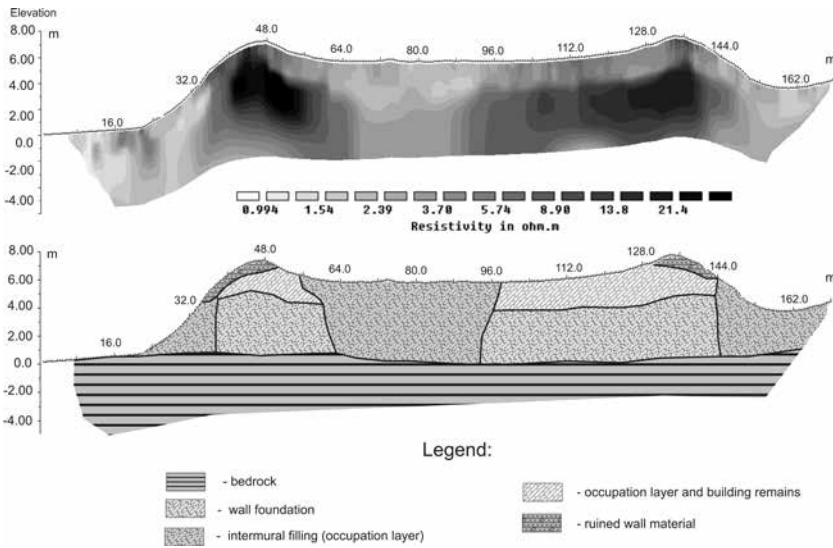 Elevation
8.00 m
6.00
4.00
2.00
0.0
-2.00
-4.00
16.0 32.0 48.0 64.0 80.0 96.0 112.0 128.0 144.0 162.0 m
0.994 1.54 2.39 3.70 5.74 8.90 13.8 21.4
Resistivity in ohm.m
8.00 m
6.00
4.00
2.00
0.0
-2.00
-4.00
16.0 32.0 48.0 64.0 80.0 96.0 112.0 128.0 144.0 162.0 m
Legend:
- bedrock
- wall foundation
- intermural filling (occupation layer)
- occupation layer and building remains
- ruined wall material